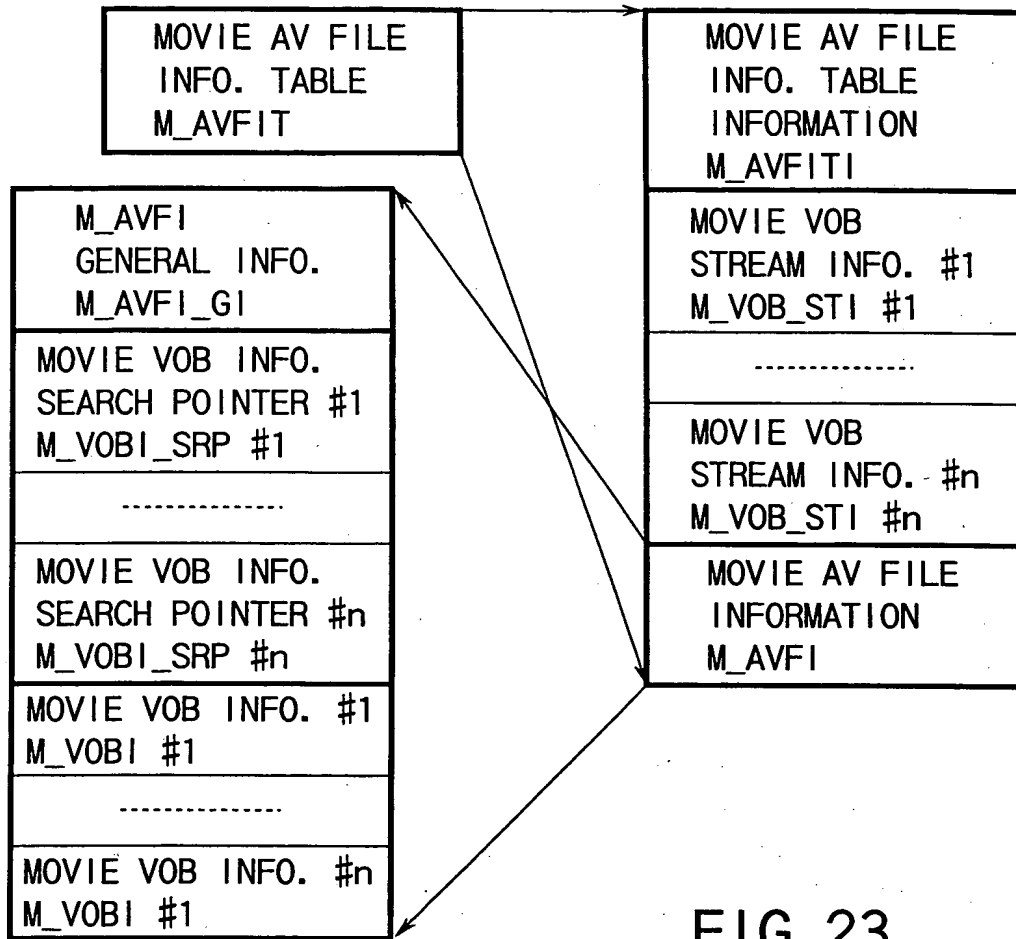 MOVIE AV FILE
INFO. TABLE
M_AVFIT
MOVIE AV FILE
INFO. TABLE
INFORMATION
M_AVFITI
MOVIE VOB
STREAM INFO. #1
M_VOB_STI #1
MOVIE VOB
STREAM INFO. #n
M_VOB_STI #n
MOVIE AV FILE
INFORMATION
M_AVFI
M_AVFI
GENERAL INFO.
M_AVFI_GI
MOVIE VOB INFO.
SEARCH POINTER #1
M_VOBI_SRP #1
MOVIE VOB INFO.
SEARCH POINTER #n
M_VOBI_SRP #n
MOVIE VOB INFO. #1
M_VOBI #1
MOVIE VOB INFO. #n
M_VOBI #1
FIG. 23